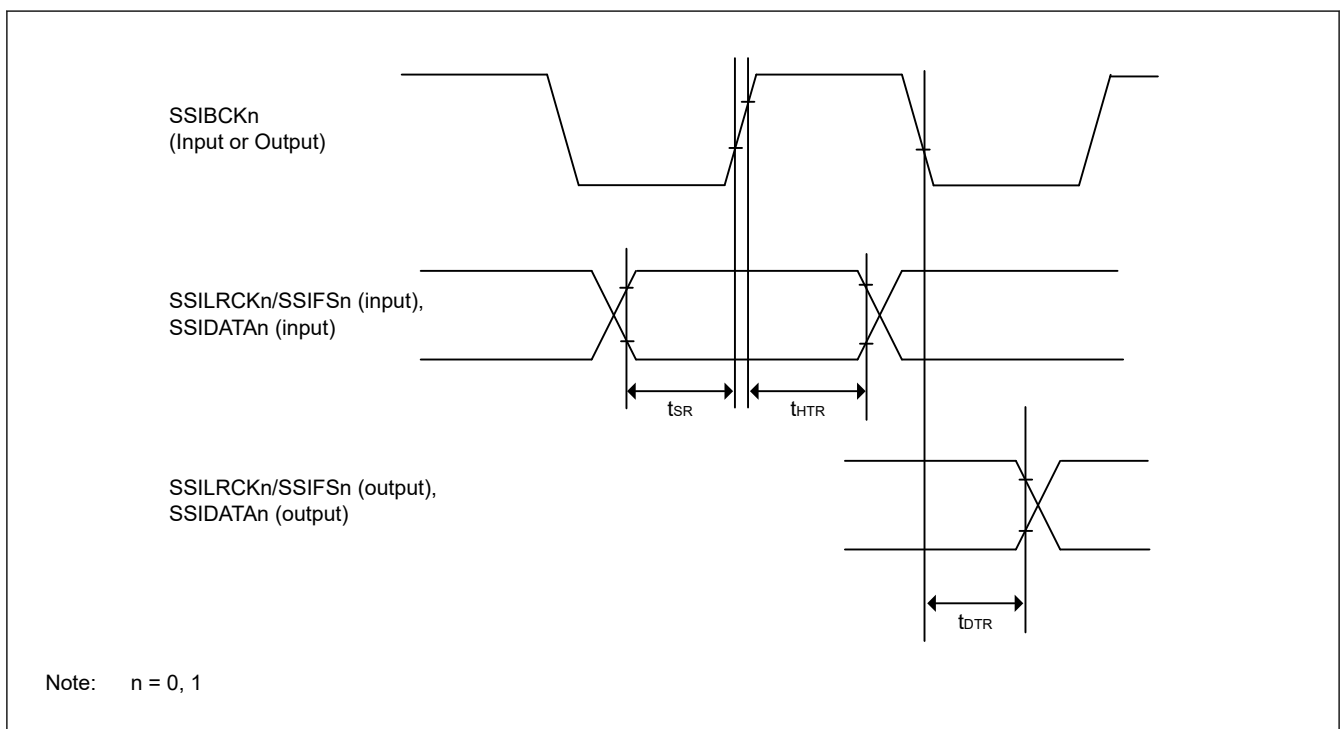 SSIBCKn
(Input or Output)
SSILRCKn/SSIFSn (input),
SSIDATAn (input)
tSR
tHTR
SSILRCKn/SSIFSn (output),
SSIDATAn (output)
tDTR
Note: n = 0, 1